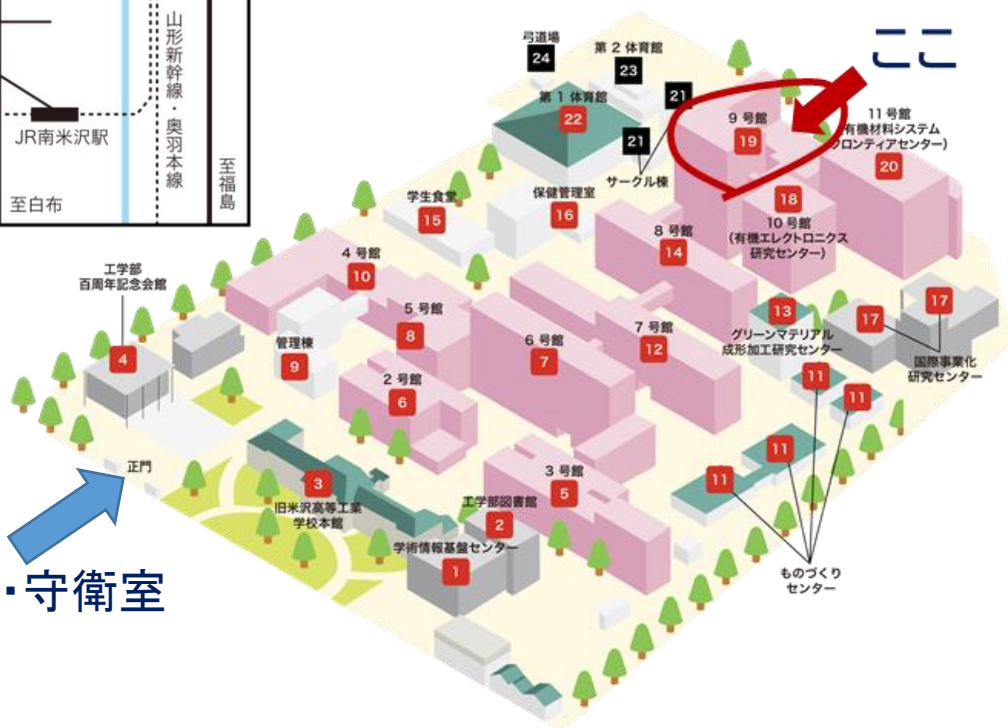 山形新幹線・奥羽本線
至福島
JR南米沢駅
至白布
ここ
弓道場
24
第2体育館
23
21
第1体育館
22
21
サークル棟
9号館
19
11号館
有機材料システム
フロンティアセンター)
20
18
10号館
(有機エレクトロニクス
研究センター)
学生食堂
15
保健管理室
16
8号館
14
4号館
10
工学部
百周年記念会館
4
5号館
8
管理棟
9
6号館
7
7号館
12
13
グリーンマテリアル
成形加工研究センター
17
17
国際事業化
研究センター
2号館
6
11
11
11
11
ものづくり
センター
正門
3
旧米沢高等工業
学校本館
3号館
5
工学部図書館
2
学術情報基盤センター
1
・守衛室